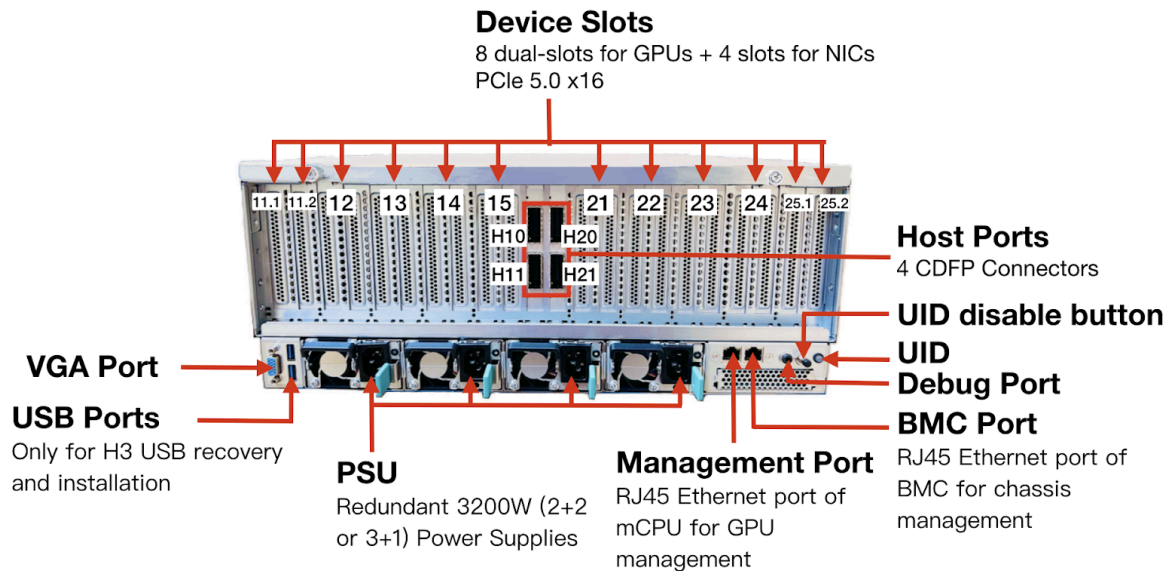 Device Slots
8 dual-slots for GPUs + 4 slots for NICs
PCIe 5.0 x16
11.1
11.2
12
13
14
15
21
22
23
24
25.1
25.2
H10
H20
H11
H21
Host Ports
4 CDFP Connectors
UID disable button
UID
Debug Port
BMC Port
RJ45 Ethernet port of
BMC for chassis
management
VGA Port
USB Ports
Only for H3 USB recovery
and installation
PSU
Redundant 3200W (2+2
or 3+1) Power Supplies
Management Port
RJ45 Ethernet port of
mCPU for GPU
management